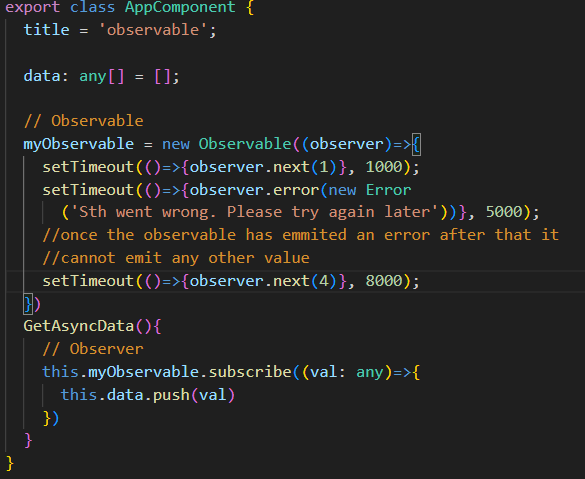 export class AppComponent {
title = 'observable';
data: any[] = [];
// Observable
myObservable = new Observable((observer)=>{
setTimeout(()=>{observer.next(1)}, 1000);
setTimeout(()=>{observer.error(new Error
('Sth went wrong. Please try again later'))}, 5000);
//once the observable has emmited an error after that it
//cannot emit any other value
setTimeout(()=>{observer.next(4)}, 8000);
})
GetAsyncData(){
// Observer
this.myObservable.subscribe((val: any)=>{
this.data.push(val)
})
}
}